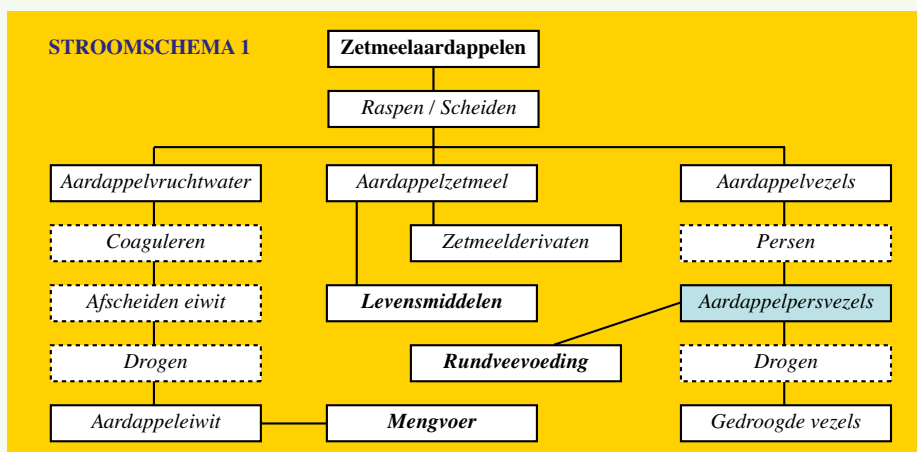 STROOMSCHEMA 1
Zetmeelaardappelen
Raspen / Scheiden
Aardappelvruchtwater
Aardappelzetmeel
Aardappelvezels
Coaguleren
Zetmeelderivaten
Persen
Afscheiden eiwit
Levensmiddelen
Aardappelpersvezels
Drogen
Rundveevoeding
Drogen
Aardappeleiwit
Mengvoer
Gedroogde vezels